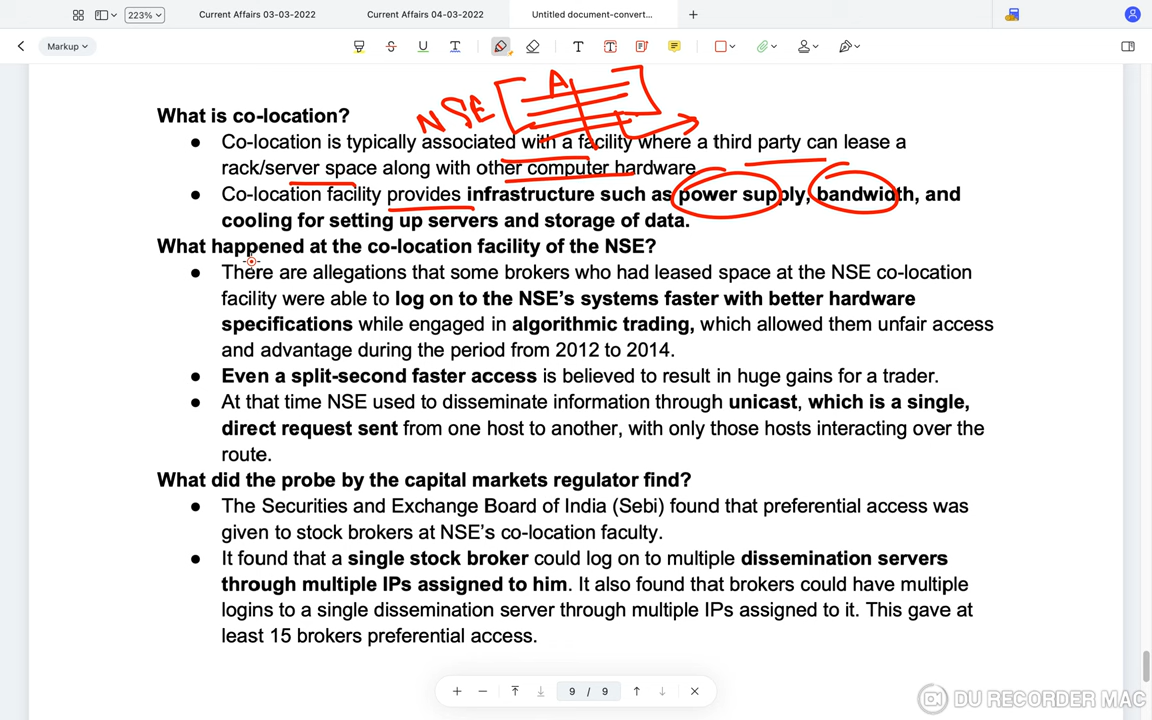 223%
Current Affairs 03-03-2022
Current Affairs 04-03-2022
Untitled document-convert...
Markup
NSE
A
What is co-location?
● Co-location is typically associated with a facility where a third party can lease a
rack/server space along with other computer hardware.
● Co-location facility provides infrastructure such as power supply, bandwidth, and
cooling for setting up servers and storage of data.
What happened at the co-location facility of the NSE?
● There are allegations that some brokers who had leased space at the NSE co-location
facility were able to log on to the NSE’s systems faster with better hardware
specifications while engaged in algorithmic trading, which allowed them unfair access
and advantage during the period from 2012 to 2014.
● Even a split-second faster access is believed to result in huge gains for a trader.
● At that time NSE used to disseminate information through unicast, which is a single,
direct request sent from one host to another, with only those hosts interacting over the
route.
What did the probe by the capital markets regulator find?
● The Securities and Exchange Board of India (Sebi) found that preferential access was
given to stock brokers at NSE’s co-location faculty.
● It found that a single stock broker could log on to multiple dissemination servers
through multiple IPs assigned to him. It also found that brokers could have multiple
logins to a single dissemination server through multiple IPs assigned to it. This gave at
least 15 brokers preferential access.
9 / 9
DU RECORDER MAC